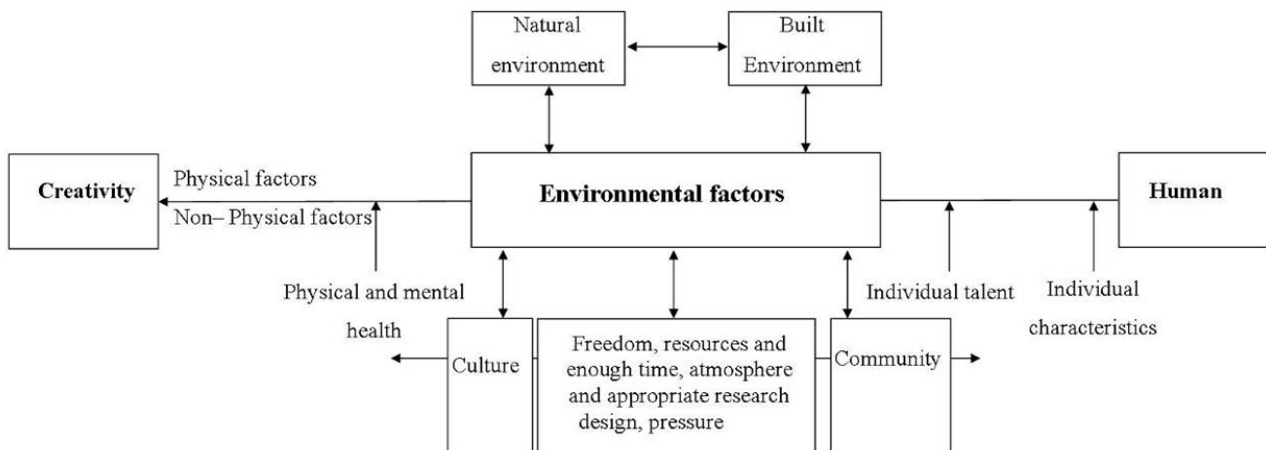 Natural
environment
Built
Environment
Creativity
Physical factors
Non– Physical factors
Environmental factors
Human
Physical and mental
health
Individual talent
Individual
characteristics
Culture
Freedom, resources and
enough time, atmosphere
and appropriate research
design, pressure
Community